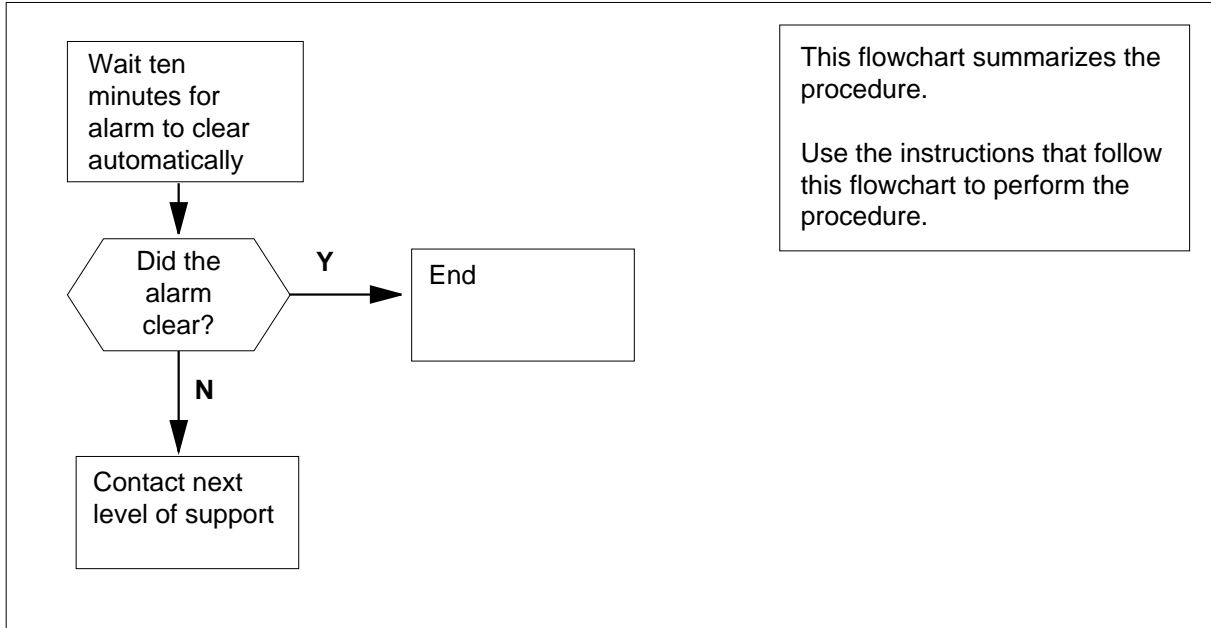 Wait ten
minutes for
alarm to clear
automatically
This flowchart summarizes the
procedure.
Use the instructions that follow
this flowchart to perform the
procedure.
Did the
alarm
clear?
Y
End
N
Contact next
level of support